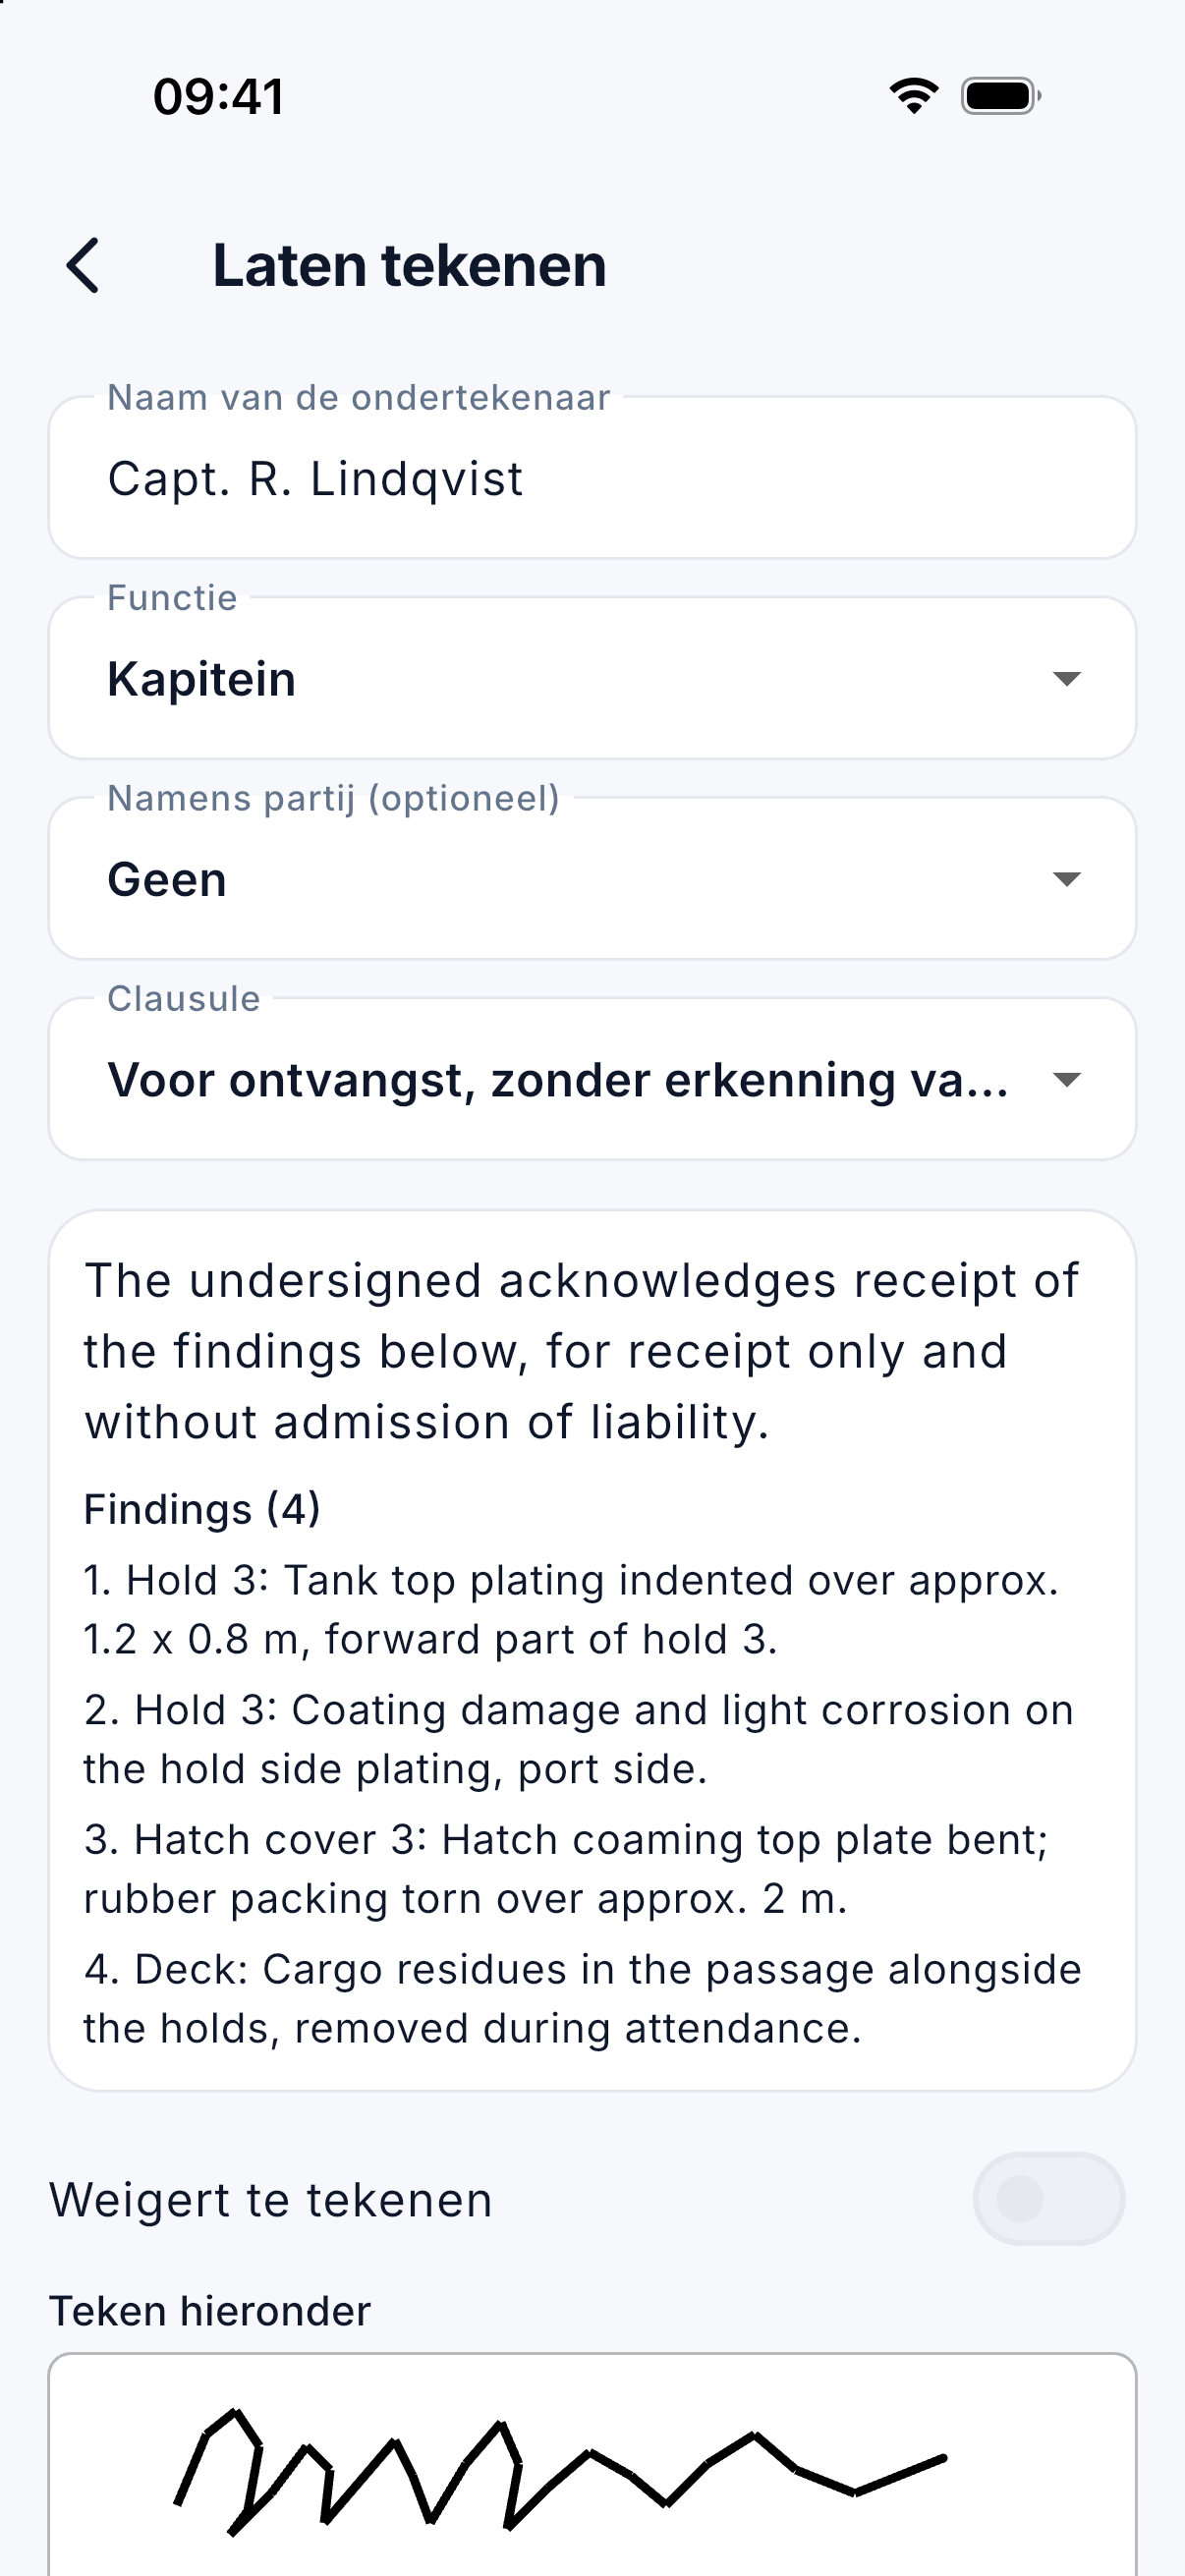 09:41
Laten tekenen
Naam van de ondertekenaar
Capt. R. Lindqvist
Functie
Kapitein
Namens partij (optioneel)
Geen
Clausule
Voor ontvangst, zonder erkenning va...
The undersigned acknowledges receipt of
the findings below, for receipt only and
without admission of liability.
Findings (4)
1. Hold 3: Tank top plating indented over approx.
1.2 x 0.8 m, forward part of hold 3.
2. Hold 3: Coating damage and light corrosion on
the hold side plating, port side.
3. Hatch cover 3: Hatch coaming top plate bent;
rubber packing torn over approx. 2 m.
4. Deck: Cargo residues in the passage alongside
the holds, removed during attendance.
Weigert te tekenen
Teken hieronder